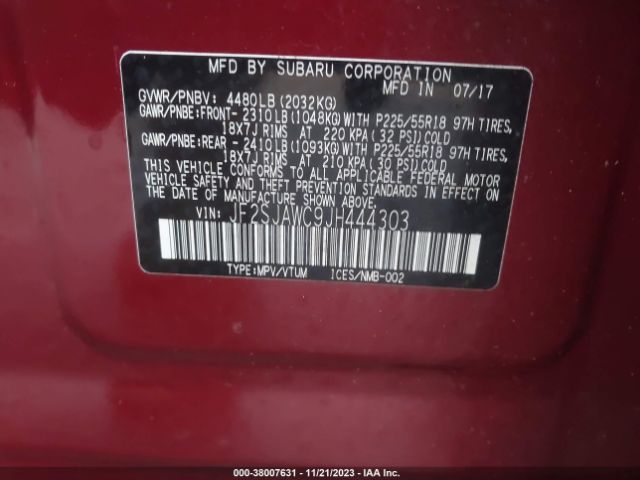 MFD BY SUBARU CORPORATION
MFD IN 07/17
GVWR/PNBV: 4480LB(2032KG)
GAWR/PNBE:FRONT- 2310LB(1048KG)WITH P225/55R18 97H TIRES,
18X7J RIMS AT 220 KPA(32 PSI)COLD
GAWR/PNBE:REAR - 2410LB(1093KG)WITH P225/55R18 97H TIRES,
18X7J RIMS AT 210 KPA(30 PSI)COLD
THIS VEHICLE CONFORMS TO ALL APPLICABLE FEDERAL MOTOR
VEHICLE SAFETY AND THEFT PREVENTION STANDARDS IN EFFECT ON
THE DATE OF MANUFACTURE SHOWN ABOVE.
VIN: JF2SJAWC9JH444303
TYPE:MPV/VTUM ICES/NMB-002
000-38007631 - 11/21/2023 - IAA Inc.